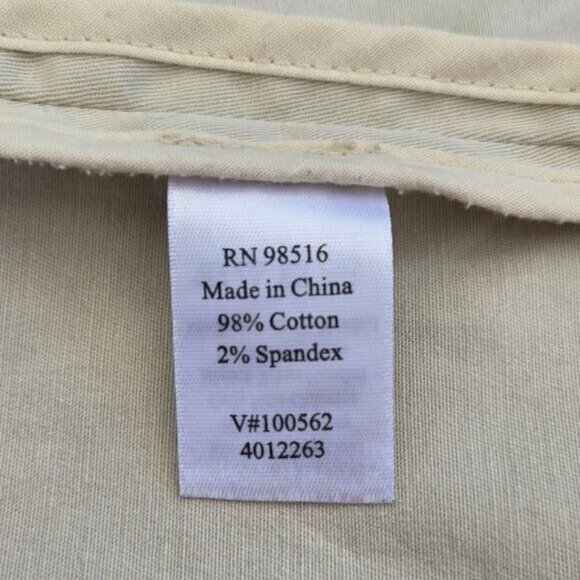 RN 98516
Made in China
98% Cotton
2% Spandex
V#100562
4012263